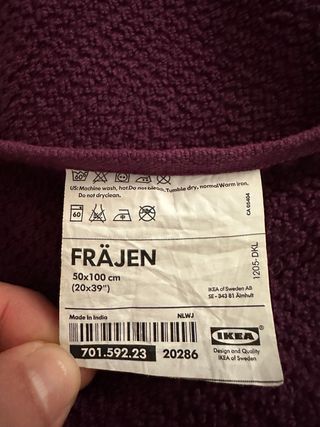 60°
US: Machine wash, hot. Do not bleach. Tumble dry, normal. Warm iron.
Do not dryclean.
60
CA 05404
FRÄJEN
50x100 cm
(20x39")
1205-DKL
IKEA of Sweden AB
SE - 343 81 Älmhult
Made in India
NLWJ
701.592.23
20286
IKEA
®
Design and Quality
IKEA of Sweden